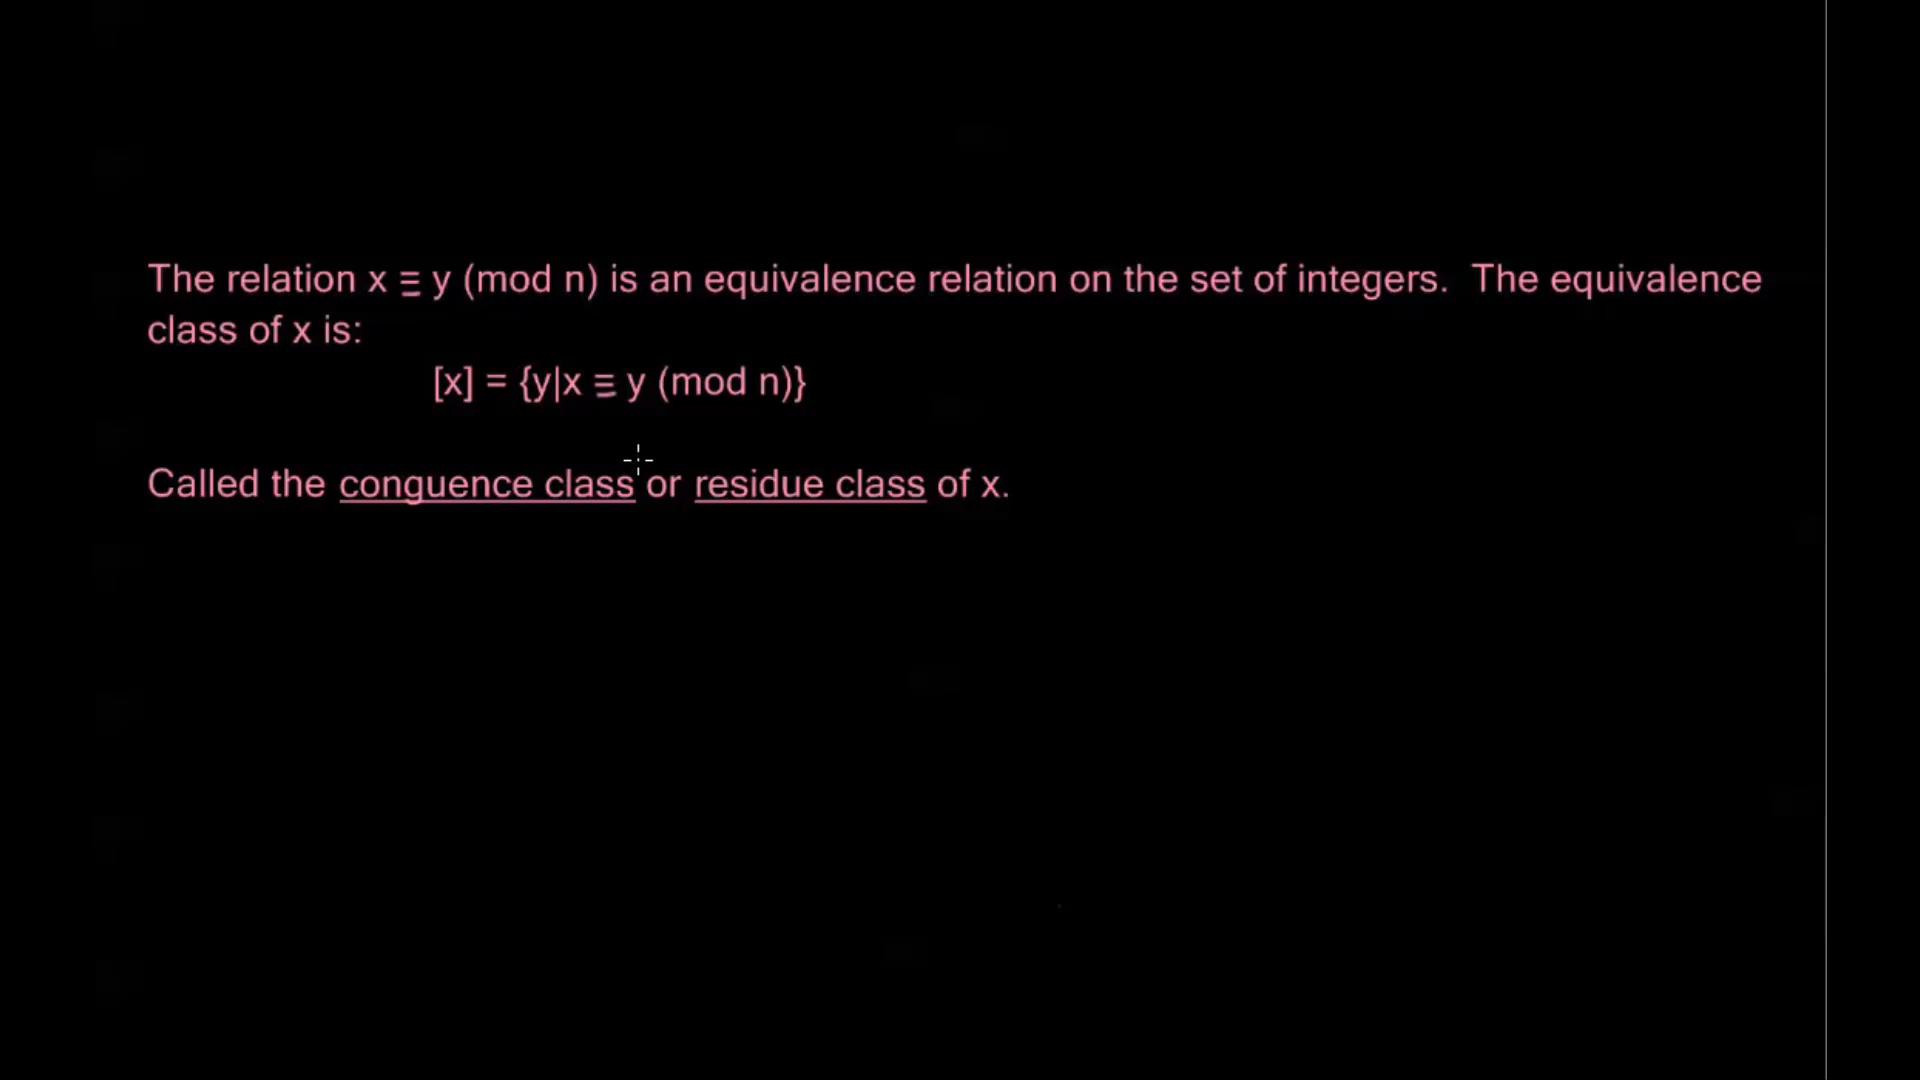 The relation x ≡ y (mod n) is an equivalence relation on the set of integers. The equivalence
class of x is:
[x] = {y|x ≡ y (mod n)}
Called the conguence class or residue class of x.